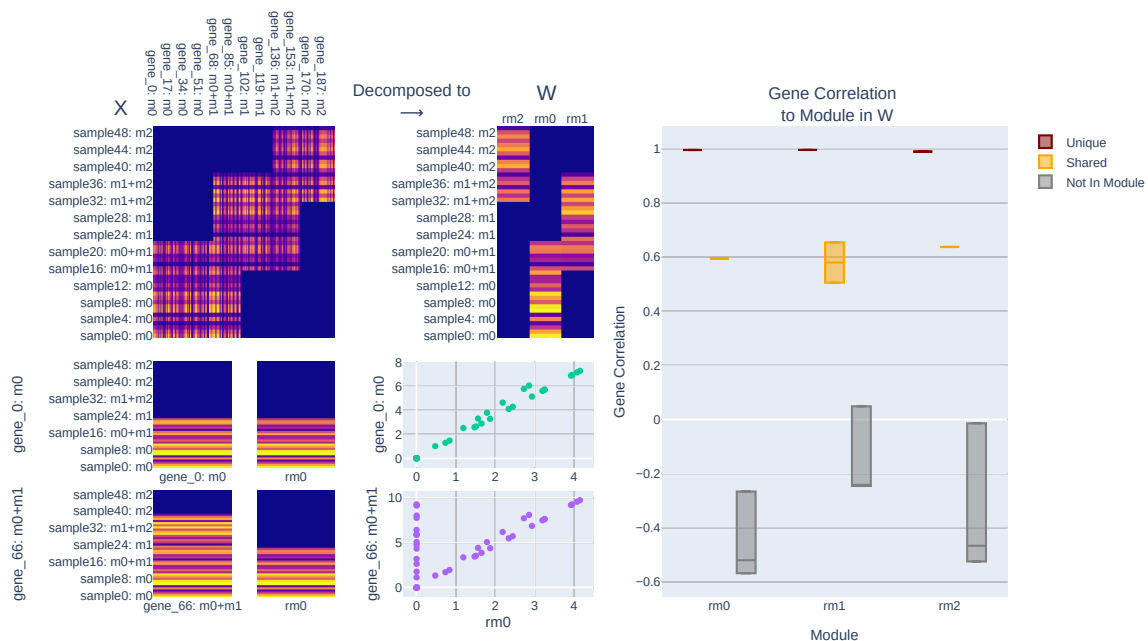 X
gene_0: m0
gene_17: m0
gene_34: m0
gene_51: m0
gene_68: m0+m1
gene_85: m0+m1
gene_102: m1
gene_119: m1
gene_136: m1+m2
gene_153: m1+m2
gene_170: m2
gene_187: m2
sample48: m2
sample44: m2
sample40: m2
sample36: m1+m2
sample32: m1+m2
sample28: m1
sample24: m1
sample20: m0+m1
sample16: m0+m1
sample12: m0
sample8: m0
sample4: m0
sample0: m0
Decomposed to
→
W
rm2 rm0 rm1
sample48: m2
sample44: m2
sample40: m2
sample36: m1+m2
sample32: m1+m2
sample28: m1
sample24: m1
sample20: m0+m1
sample16: m0+m1
sample12: m0
sample8: m0
sample4: m0
sample0: m0
gene_0: m0
sample48: m2
sample40: m2
sample32: m1+m2
sample24: m1
sample16: m0+m1
sample8: m0
sample0: m0
gene_0: m0
rm0
gene_0: m0
8
6
4
2
0
0 1 2 3 4
gene_66: m0+m1
sample48: m2
sample40: m2
sample32: m1+m2
sample24: m1
sample16: m0+m1
sample8: m0
sample0: m0
gene_66: m0+m1
rm0
gene_66: m0+m1
10
5
0
0 1 2 3 4
rm0
Gene Correlation
to Module in W
Gene Correlation
1
0.8
0.6
0.4
0.2
0
−0.2
−0.4
−0.6
rm0 rm1 rm2
Module
Unique
Shared
Not In Module